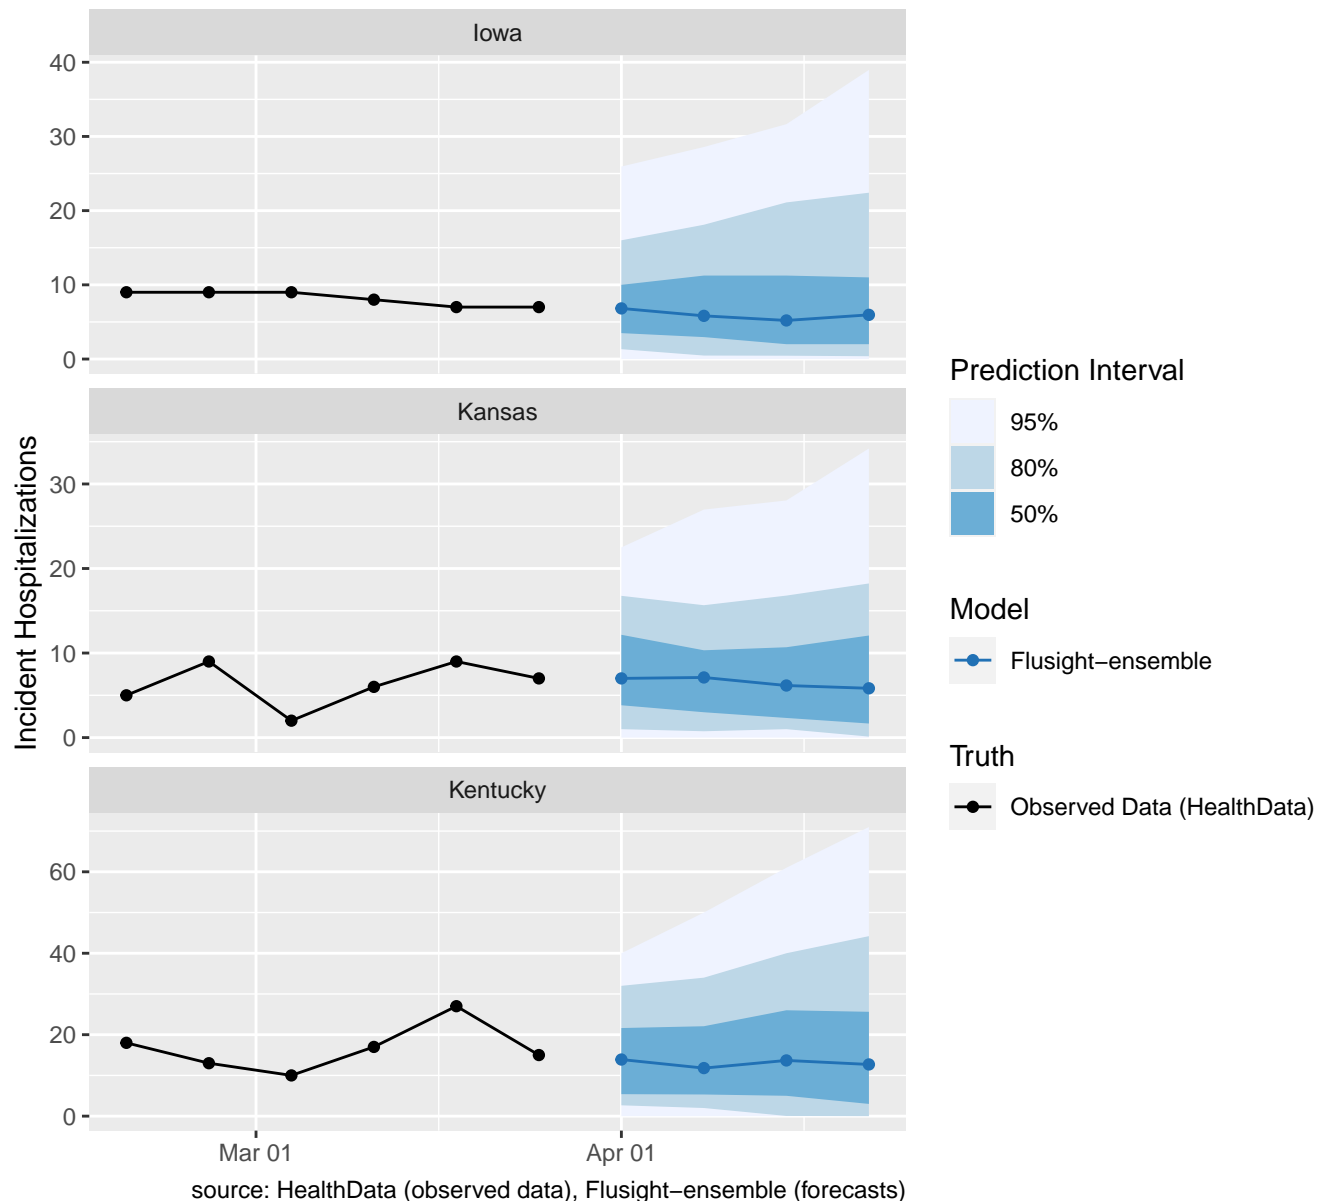 Iowa
40
30
20
10
0
Kansas
30
20
10
0
Kentucky
60
40
20
0
Incident Hospitalizations
Mar 01
Apr 01
source: HealthData (observed data), Flusight−ensemble (forecasts)
Prediction Interval
95%
80%
50%
Model
Flusight−ensemble
Truth
Observed Data (HealthData)